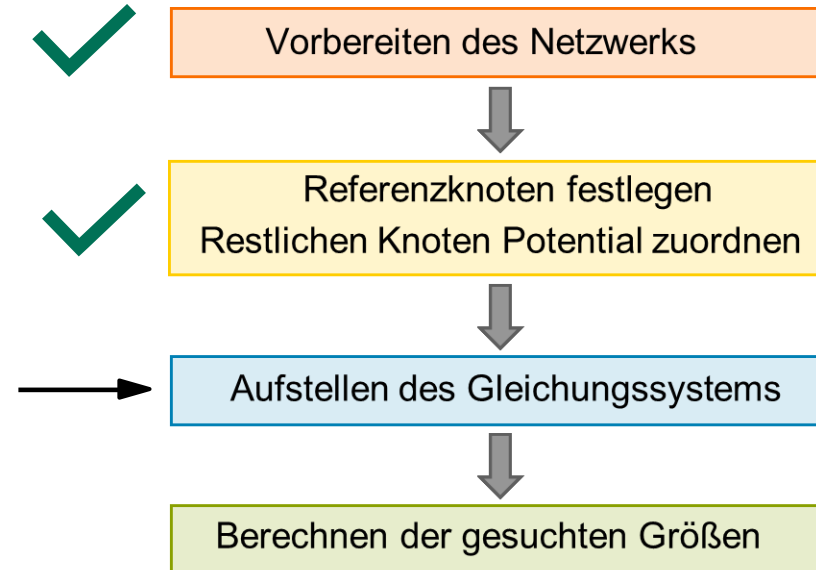 Vorbereiten des Netzwerks
Referenzknoten festlegen
Restlichen Knoten Potential zuordnen
Aufstellen des Gleichungssystems
Berechnen der gesuchten Größen